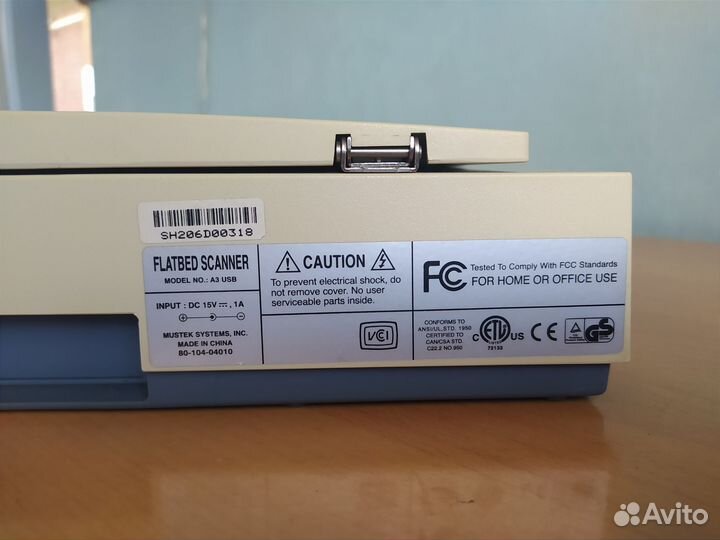 SH206D00318
FLATBED SCANNER
MODEL NO.: A3 USB
INPUT : DC 15V ⎓, 1A
MUSTEK SYSTEMS, INC.
MADE IN CHINA
80-104-04010
CAUTION
To prevent electrical shock, do
not remove cover. No user
serviceable parts inside.
VCI
FC Tested To Comply With FCC Standards
FOR HOME OR OFFICE USE
CONFORMS TO
ANSI/UL,STD. 1950
CERTIFIED TO
CAN/CSA STD.
C22.2 NO.950
C ETL US
72133
CE
GS
Avito